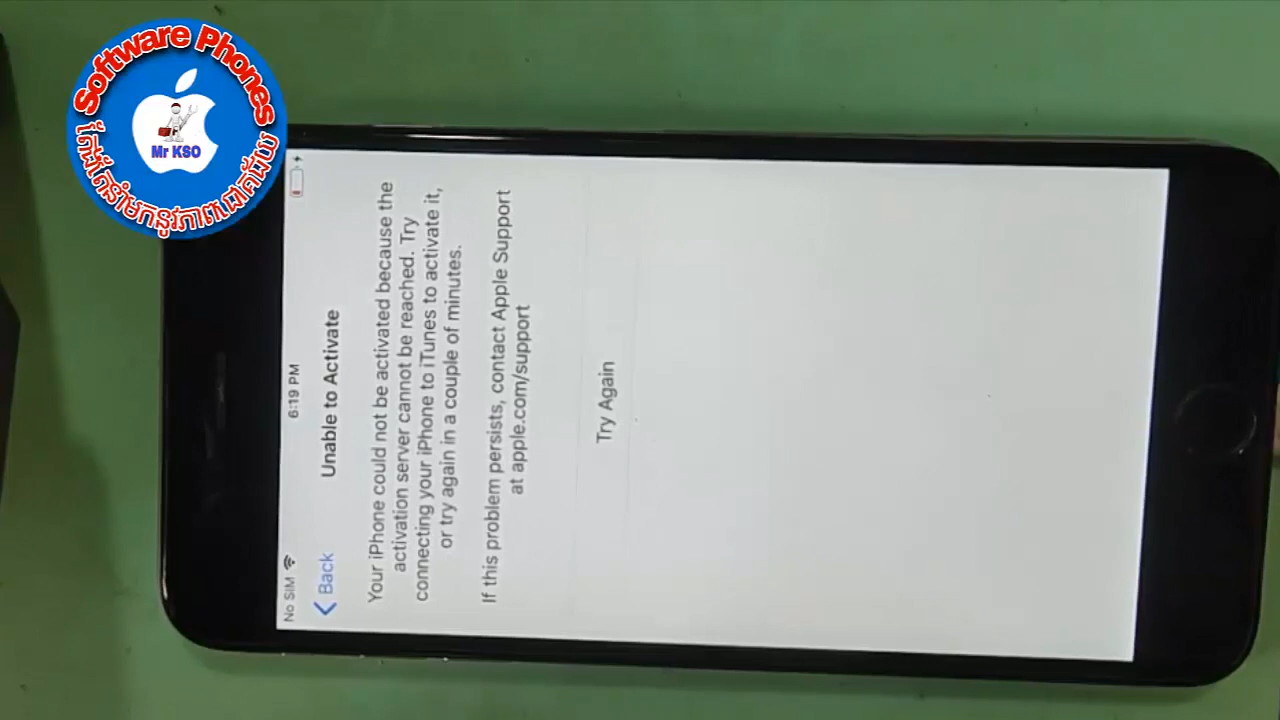 Software Phones
Mr KSO
No SIM
6:19 PM
Back
Unable to Activate
Your iPhone could not be activated because the
activation server cannot be reached. Try
connecting your iPhone to iTunes to activate it,
or try again in a couple of minutes.
If this problem persists, contact Apple Support
at apple.com/support
Try Again